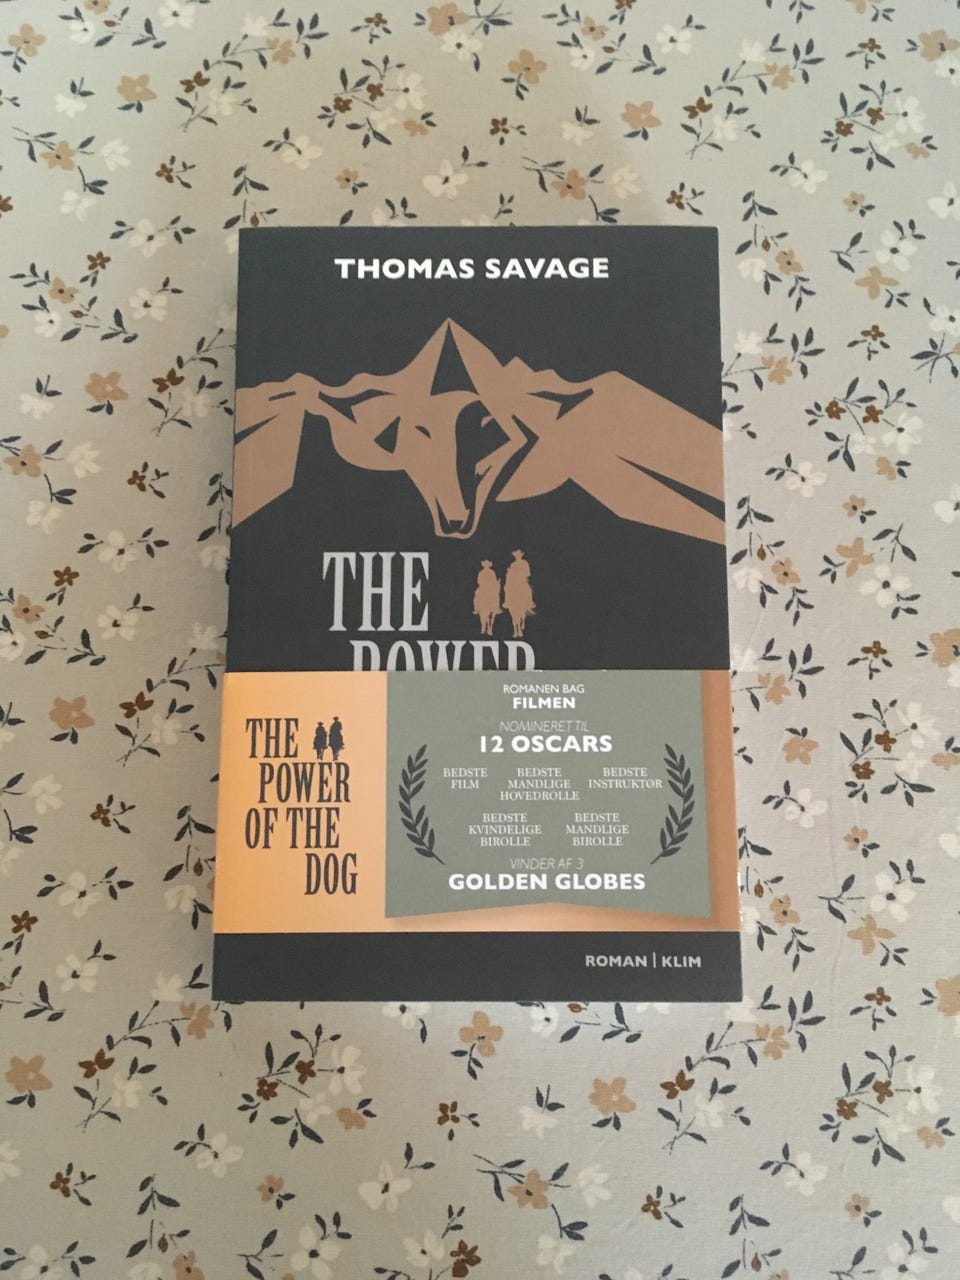 THOMAS SAVAGE
THE
POWER
ROMANEN BAG
FILMEN
NOMINERET TIL
12 OSCARS
BEDSTE
FILM
BEDSTE
MANDLIGE
HOVEDROLLE
BEDSTE
INSTRUKTØR
BEDSTE
KVINDELIGE
BIROLLE
BEDSTE
MANDLIGE
BIROLLE
VINDER AF 3
GOLDEN GLOBES
THE
POWER
OF THE
DOG
ROMAN | KLIM